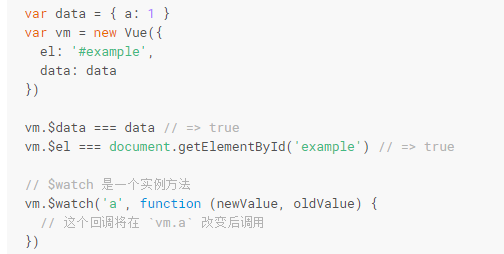 var data = { a: 1 }
var vm = new Vue({
  el: '#example',
  data: data
})

vm.$data === data // => true
vm.$el === document.getElementById('example') // => true

// $watch 是一个实例方法
vm.$watch('a', function (newValue, oldValue) {
  // 这个回调将在 `vm.a` 改变后调用
})